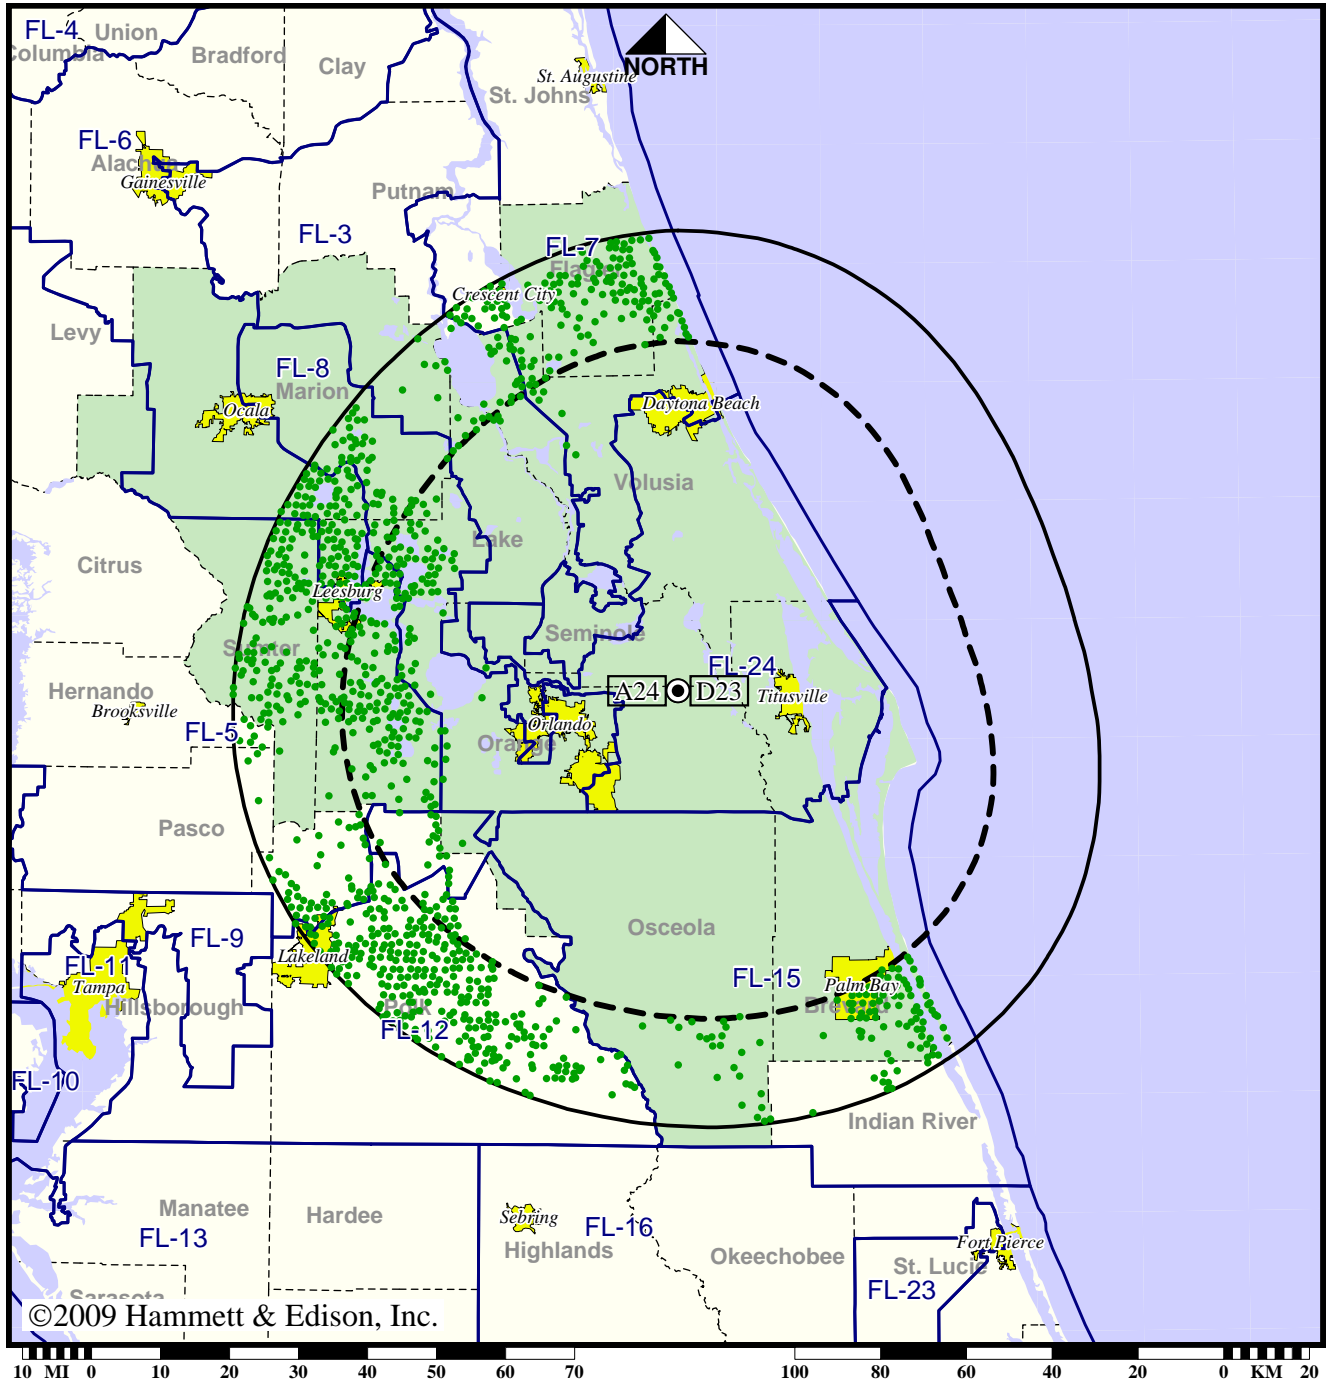 FL-4
Union
Columbia
Bradford
Clay
NORTH
St. Augustine
St. Johns
FL-6
Alachua
Gainesville
Putnam
FL-3
FL-7
Flagler
Crescent City
Levy
FL-8
Marion
Ocala
Daytona Beach
Volusia
Lake
Citrus
Leesburg
Seminole
Sumter
FL-24
Hernando
Brooksville
A24 D23
Titusville
FL-5
Orlando
Orange
Pasco
Osceola
FL-9
Lakeland
FL-11
Tampa
FL-15
Palm Bay
Hillsborough
Polk
Brevard
FL-12
FL-10
Indian River
Manatee
Hardee
Sebring
FL-16
FL-13
Highlands
Okeechobee
Fort Pierce
St. Lucie
FL-23
Sarasota
©2009 Hammett & Edison, Inc.
10 MI 0 10 20 30 40 50 60 70 100 80 60 40 20 0 KM 20